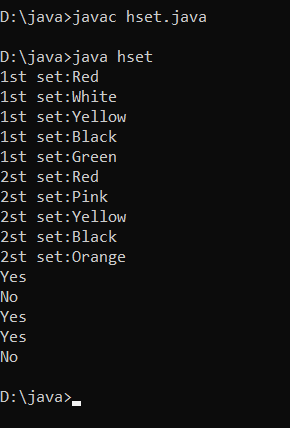 D:\java>javac hset.java
D:\java>java hset
1st set:Red
1st set:White
1st set:Yellow
1st set:Black
1st set:Green
2st set:Red
2st set:Pink
2st set:Yellow
2st set:Black
2st set:Orange
Yes
No
Yes
Yes
No
D:\java>